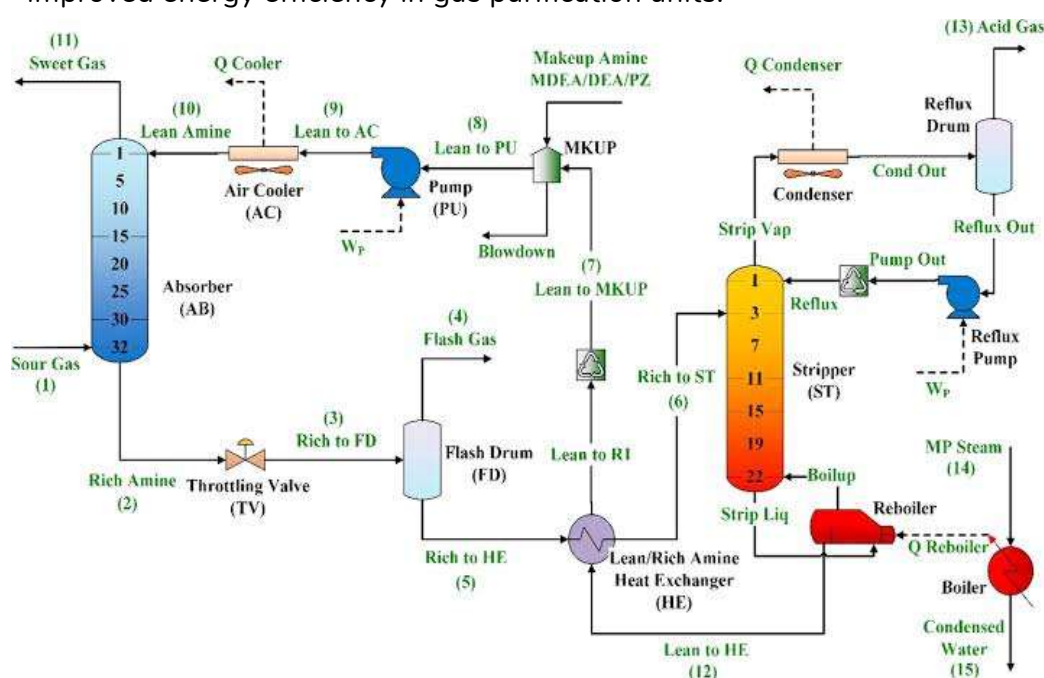 improved energy efficiency in gas purification units.
(11)
Sweet Gas
Q Cooler
(10)
Lean Amine
(9)
Lean to AC
(8)
Lean to PU
Makeup Amine
MDEA/DEA/PZ
MKUP
Q Condenser
(13) Acid Gas
Reflux
Drum
1
5
10
15
20
25
30
32
Air Cooler
(AC)
Pump
(PU)
WP
Blowdown
Condenser
Cond Out
Strip Vap
Reflux Out
Pump Out
Reflux
Reflux
Pump
WP
Absorber
(AB)
Sour Gas
(1)
(7)
Lean to MKUP
(4)
Flash Gas
Rich to ST
(6)
1
3
7
11
15
19
22
Stripper
(ST)
(3)
Rich to FD
Rich Amine
(2)
Throttling Valve
(TV)
Flash Drum
(FD)
Lean to RI
Rich to HE
(5)
Lean/Rich Amine
Heat Exchanger
(HE)
Strip Liq
Boilup
Reboiler
Q Reboiler
MP Steam
(14)
Boiler
Lean to HE
(12)
Condensed
Water
(15)